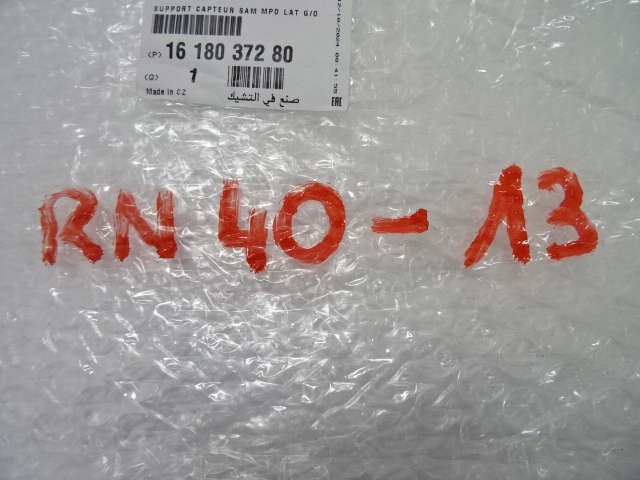 SUPPORT CAPTEUR SAM MPD LAT G/D
(P) 16 180 372 80
(Q) 1
Made in CZ
صنع في التشيك
EAC
RN 40-13